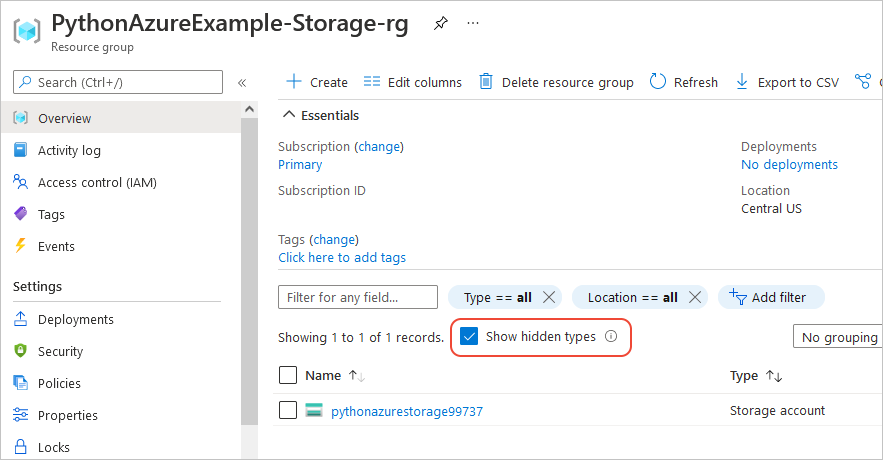 PythonAzureExample-Storage-rg
Resource group
Search (Ctrl+/)
Create
Edit columns
Delete resource group
Refresh
Export to CSV
Overview
Activity log
Access control (IAM)
Tags
Events
Settings
Deployments
Security
Policies
Properties
Locks
Essentials
Subscription (change)
Primary
Subscription ID
Deployments
No deployments
Location
Central US
Tags (change)
Click here to add tags
Filter for any field...
Type == all
Location == all
Add filter
Showing 1 to 1 of 1 records.
Show hidden types
No grouping
Name
Type
pythonazurestorage99737
Storage account